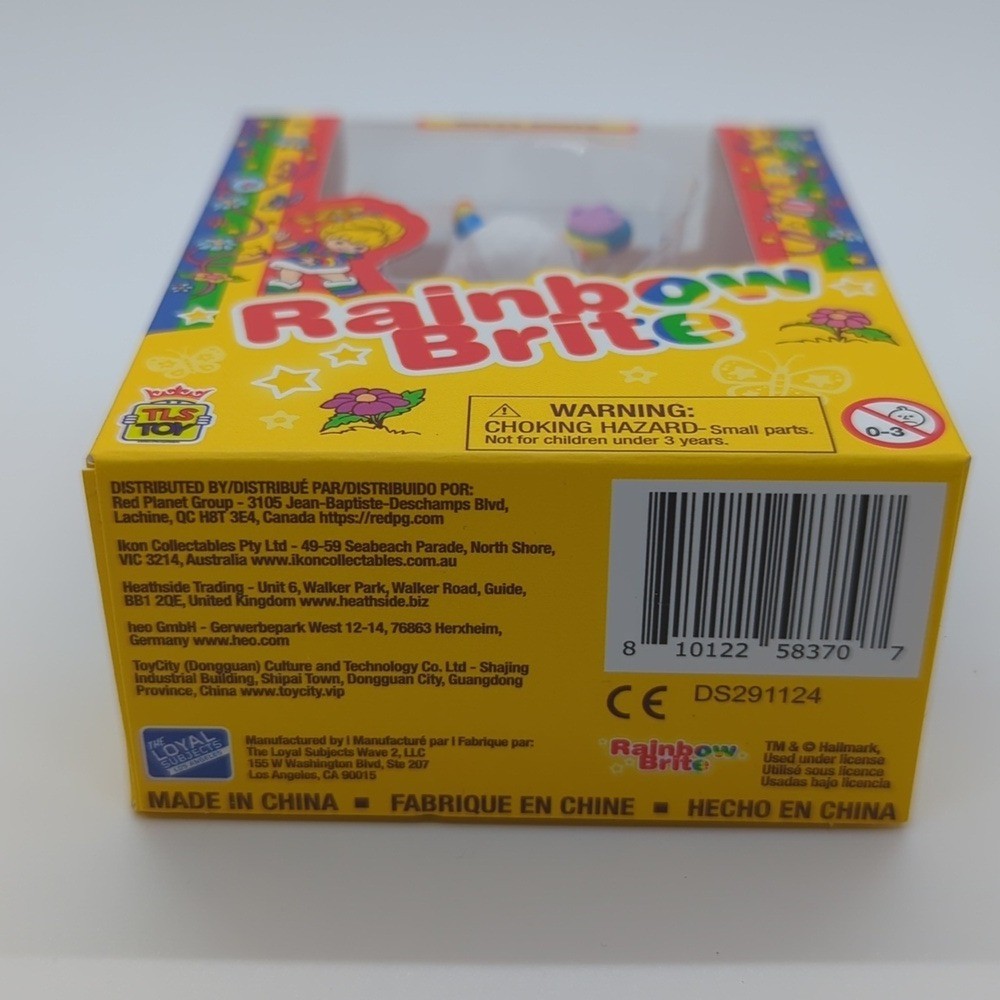 Rainbow
Brite
TLS
TOY
WARNING:
CHOKING HAZARD- Small parts.
Not for children under 3 years.
0-3
DISTRIBUTED BY/DISTRIBUÉ PAR/DISTRIBUIDO POR:
Red Planet Group - 3105 Jean-Baptiste-Deschamps Blvd,
Lachine, QC H8T 3E4, Canada https://redpg.com
Ikon Collectables Pty Ltd - 49-59 Seabeach Parade, North Shore,
VIC 3214, Australia www.ikoncollectables.com.au
Heathside Trading - Unit 6, Walker Park, Walker Road, Guide,
BB1 2QE, United Kingdom www.heathside.biz
heo GmbH - Gerwerbepark West 12-14, 76863 Herxheim,
Germany www.heo.com
ToyCity (Dongguan) Culture and Technology Co. Ltd - Shajing
Industrial Building, Shipai Town, Dongguan City, Guangdong
Province, China www.toycity.vip
8 10122 58370 7
CE DS291124
THE
LOYAL
SUBJECTS
LOS ANGELES
Manufactured by | Manufacturé par | Fabrique par:
The Loyal Subjects Wave 2, LLC
155 W Washington Blvd, Ste 207
Los Angeles, CA 90015
Rainbow
Brite
TM & © Hallmark,
Used under license
Utilisé sous licence
Usadas bajo licencia
MADE IN CHINA ■ FABRIQUE EN CHINE ■ HECHO EN CHINA